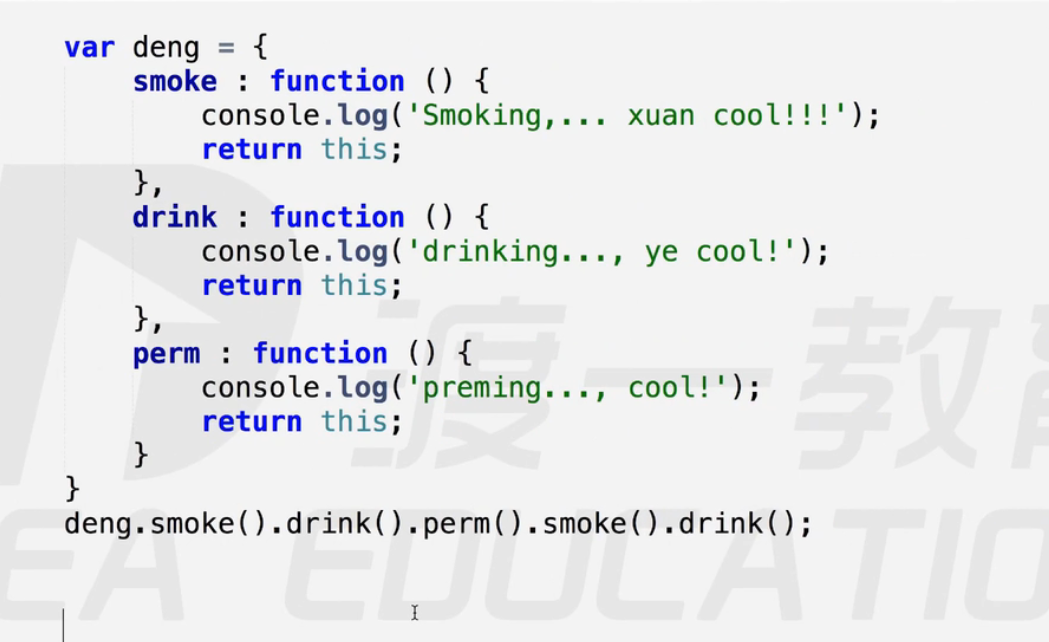 var deng = {
    smoke : function () {
        console.log('Smoking,... xuan cool!!!');
        return this;
    },
    drink : function () {
        console.log('drinking..., ye cool!');
        return this;
    },
    perm : function () {
        console.log('preming..., cool!');
        return this;
    }
}
deng.smoke().drink().perm().smoke().drink();
渡一教育
EA EDUCATIO